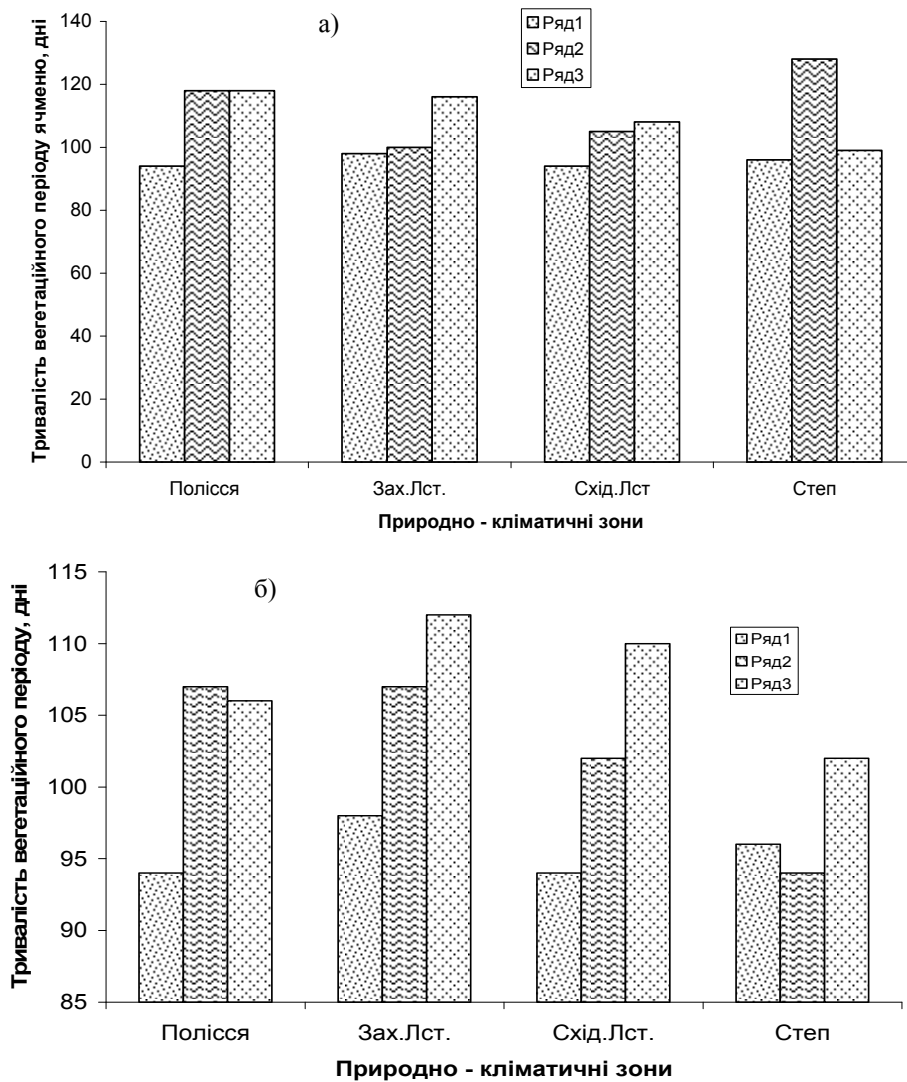 а)
Тривалість вегетаційного періоду ячменю, дні
140
120
100
80
60
40
20
0
Ряд1
Ряд2
Ряд3
Полісся
Зах.Лст.
Схід.Лст
Степ
Природно - кліматичні зони
б)
Тривалість вегетаційного періоду, дні
115
110
105
100
95
90
85
Ряд1
Ряд2
Ряд3
Полісся
Зах.Лст.
Схід.Лст.
Степ
Природно - кліматичні зони